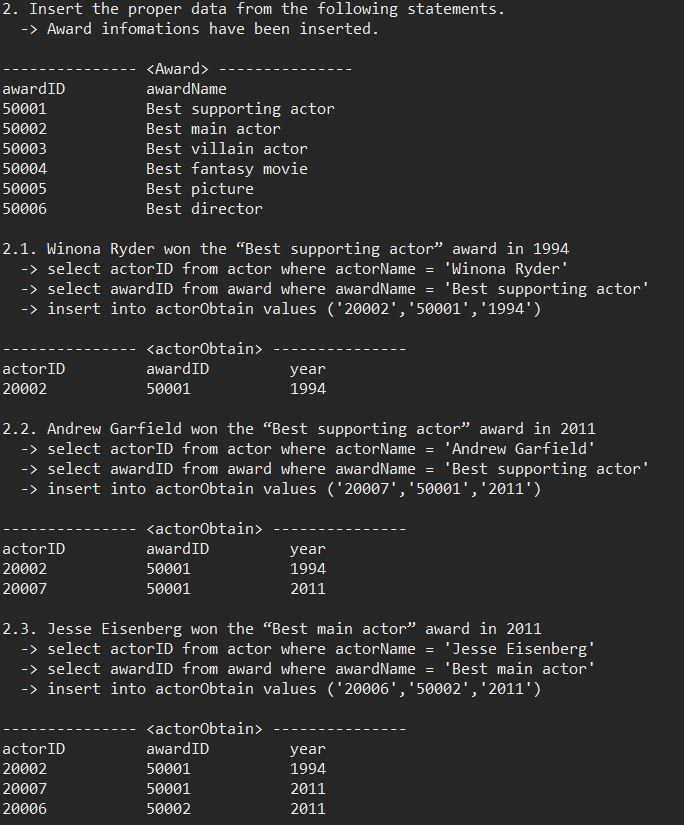 2. Insert the proper data from the following statements.
-> Award infomations have been inserted.
--------------- <Award> ---------------
awardID awardName
50001 Best supporting actor
50002 Best main actor
50003 Best villain actor
50004 Best fantasy movie
50005 Best picture
50006 Best director
2.1. Winona Ryder won the “Best supporting actor” award in 1994
-> select actorID from actor where actorName = 'Winona Ryder'
-> select awardID from award where awardName = 'Best supporting actor'
-> insert into actorObtain values ('20002','50001','1994')
--------------- <actorObtain> ---------------
actorID awardID year
20002 50001 1994
2.2. Andrew Garfield won the “Best supporting actor” award in 2011
-> select actorID from actor where actorName = 'Andrew Garfield'
-> select awardID from award where awardName = 'Best supporting actor'
-> insert into actorObtain values ('20007','50001','2011')
--------------- <actorObtain> ---------------
actorID awardID year
20002 50001 1994
20007 50001 2011
2.3. Jesse Eisenberg won the “Best main actor” award in 2011
-> select actorID from actor where actorName = 'Jesse Eisenberg'
-> select awardID from award where awardName = 'Best main actor'
-> insert into actorObtain values ('20006','50002','2011')
--------------- <actorObtain> ---------------
actorID awardID year
20002 50001 1994
20007 50001 2011
20006 50002 2011